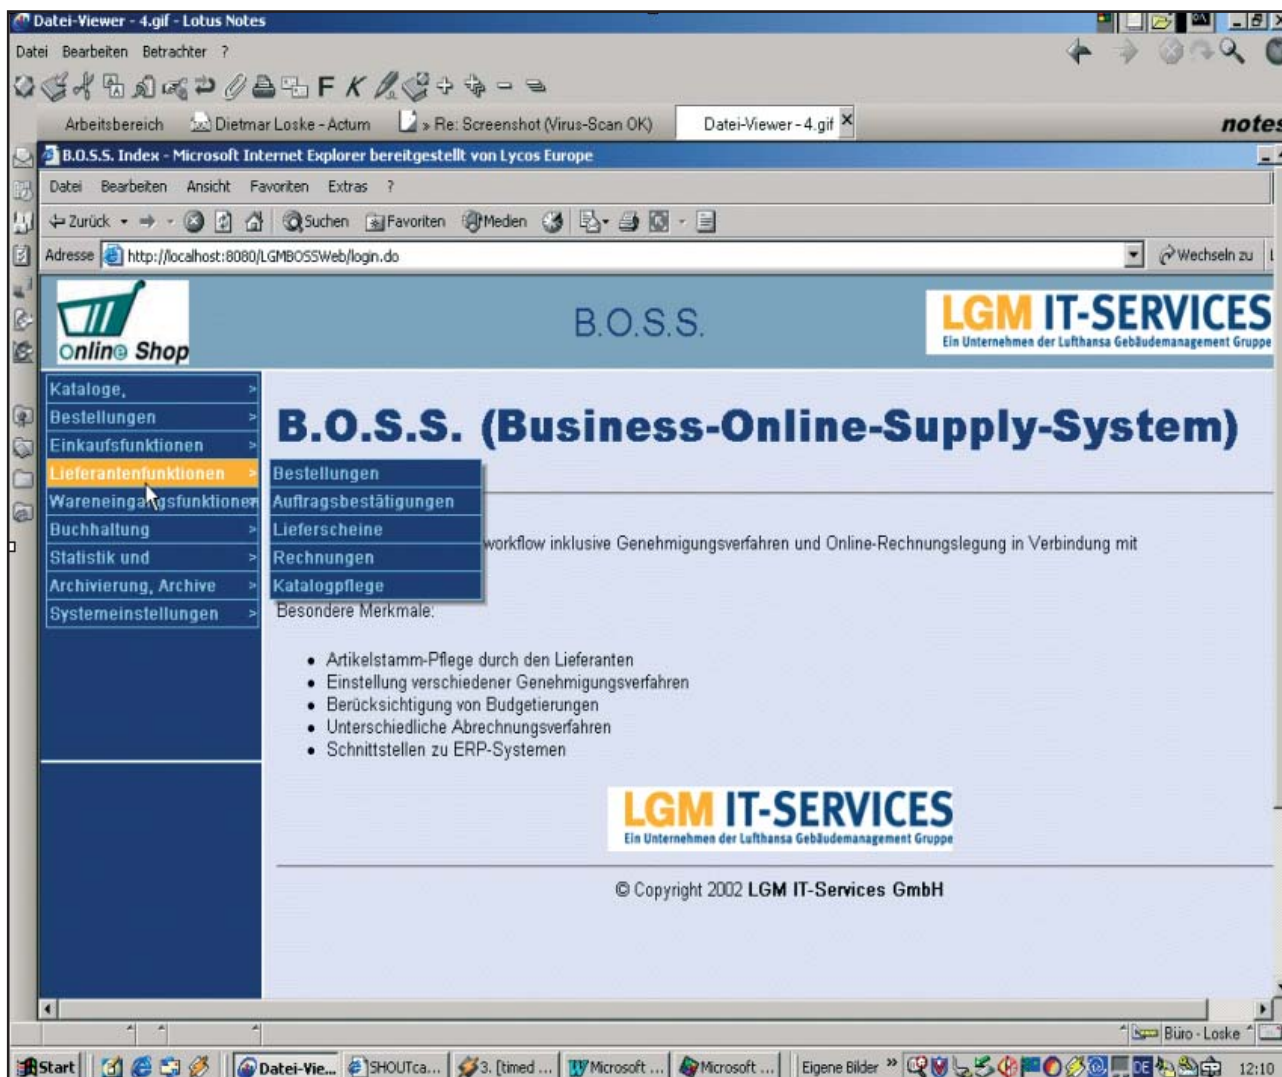 Datei-Viewer - 4.gif - Lotus Notes
Datei Bearbeiten Betrachter ?
F K
Arbeitsbereich Dietmar Loske - Actum » Re: Screenshot (Virus-Scan OK) Datei-Viewer - 4.gif notes
B.O.S.S. Index - Microsoft Internet Explorer bereitgestellt von Lycos Europe
Datei Bearbeiten Ansicht Favoriten Extras ?
Zurück Suchen Favoriten Medien
Adresse http://localhost:8080/LGMBOSSWeb/login.do Wechseln zu
Online Shop
B.O.S.S.
LGM IT-SERVICES
Ein Unternehmen der Lufthansa Gebäudemanagement Gruppe
Kataloge, >
Bestellungen >
Einkaufsfunktionen >
Lieferantenfunktionen >
Wareneingangsfunktionen
Buchhaltung >
Statistik und >
Archivierung, Archive >
Systemeinstellungen >
B.O.S.S. (Business-Online-Supply-System)
Bestellungen
Auftragsbestätigungen
Lieferscheine
Rechnungen
Katalogpflege
workflow inklusive Genehmigungsverfahren und Online-Rechnungslegung in Verbindung mit
Besondere Merkmale:
• Artikelstamm-Pflege durch den Lieferanten
• Einstellung verschiedener Genehmigungsverfahren
• Berücksichtigung von Budgetierungen
• Unterschiedliche Abrechnungsverfahren
• Schnittstellen zu ERP-Systemen
LGM IT-SERVICES
Ein Unternehmen der Lufthansa Gebäudemanagement Gruppe
© Copyright 2002 LGM IT-Services GmbH
Büro - Loske
Start Datei-Vie... SHOUTca... 3. [timed ... Microsoft ... Microsoft ... Eigene Bilder » DE 12:10